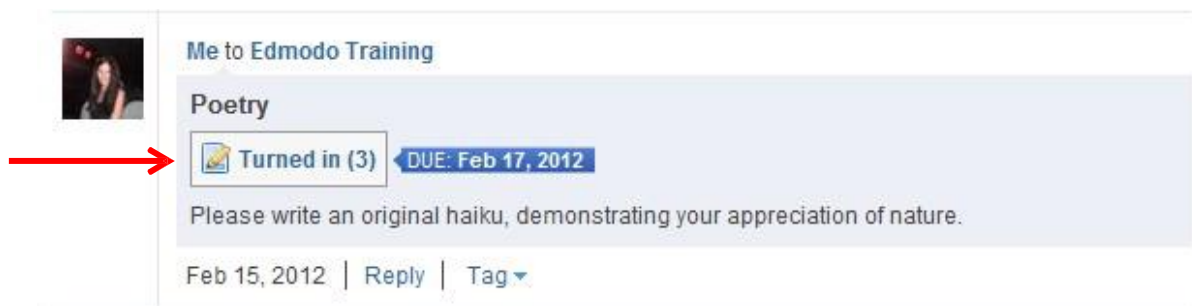 Me to Edmodo Training
Poetry
Turned in (3) DUE: Feb 17, 2012
Please write an original haiku, demonstrating your appreciation of nature.
Feb 15, 2012 | Reply | Tag